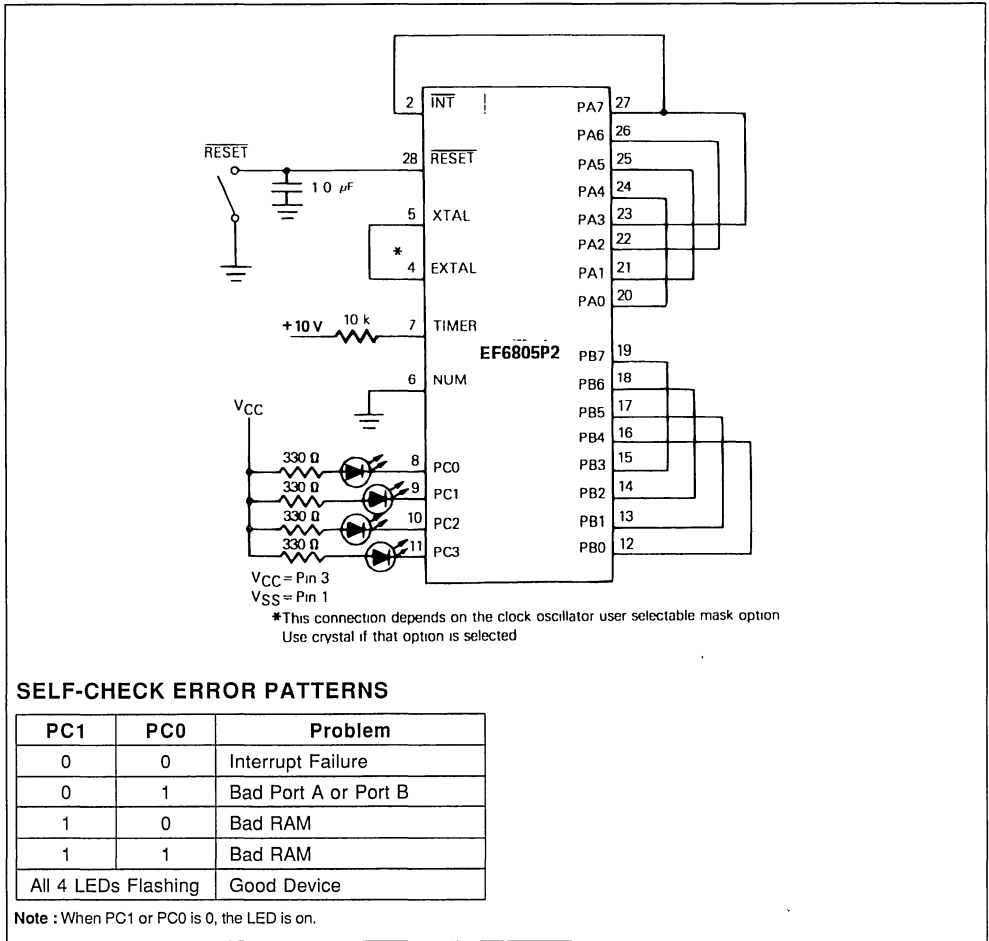 2 INT PA7 27
PA6 26
RESET
28 RESET PA5 25
1 0 µF
PA4 24
5 XTAL PA3 23
* PA2 22
4 EXTAL PA1 21
PA0 20
+10 V 10 k 7 TIMER
EF6805P2
PB7 19
6 NUM PB6 18
VCC PB5 17
PB4 16
330 Ω 8 PC0 PB3 15
330 Ω 9 PC1 PB2 14
330 Ω 10 PC2 PB1 13
330 Ω 11 PC3 PB0 12
VCC = Pin 3
VSS = Pin 1
*This connection depends on the clock oscillator user selectable mask option
Use crystal if that option is selected
SELF-CHECK ERROR PATTERNS
PC1 PC0 Problem
0 0 Interrupt Failure
0 1 Bad Port A or Port B
1 0 Bad RAM
1 1 Bad RAM
All 4 LEDs Flashing Good Device
Note : When PC1 or PC0 is 0, the LED is on.